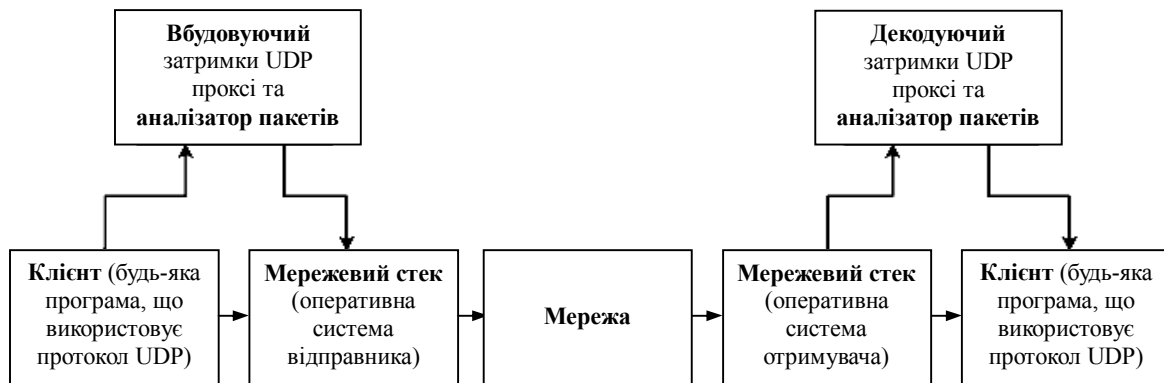 Вбудовуючий
затримки UDP
проксі та
аналізатор пакетів
Декодуючий
затримки UDP
проксі та
аналізатор пакетів
Клієнт (будь-яка
програма, що
використовує
протокол UDP)
Мережевий стек
(оперативна
система
відправника)
Мережа
Мережевий стек
(оперативна
система
отримувача)
Клієнт (будь-яка
програма, що
використовує
протокол UDP)